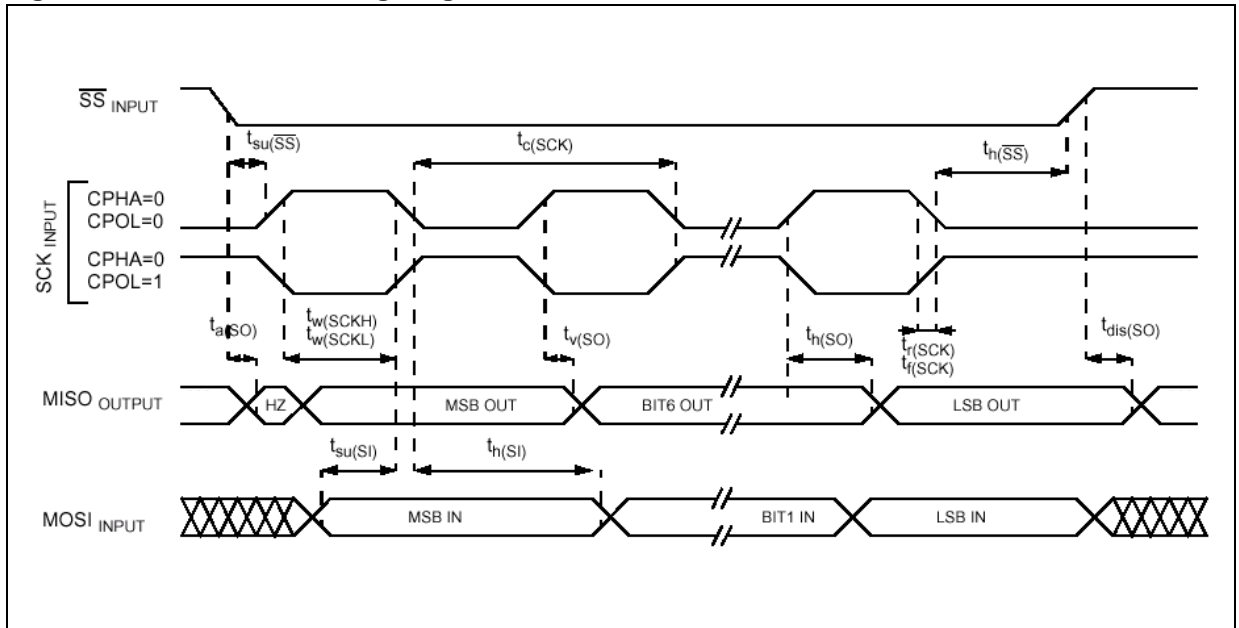 SS INPUT
tsu(SS)
tc(SCK)
th(SS)
SCK INPUT
CPHA=0
CPOL=0
CPHA=0
CPOL=1
ta(SO)
tw(SCKH)
tw(SCKL)
tv(SO)
th(SO)
tr(SCK)
tf(SCK)
tdis(SO)
MISO OUTPUT
HZ
MSB OUT
BIT6 OUT
LSB OUT
tsu(SI)
th(SI)
MOSI INPUT
MSB IN
BIT1 IN
LSB IN